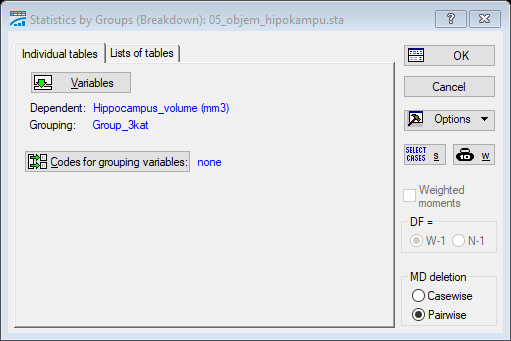 Statistics by Groups (Breakdown): 05_objem_hipokampu.sta
? X
Individual tables Lists of tables
Variables
Dependent: Hippocampus_volume (mm3)
Grouping: Group_3kat
Codes for grouping variables: none
OK
Cancel
Options
SELECT CASES S
w
Weighted
moments
DF =
W-1 N-1
MD deletion
Casewise
Pairwise